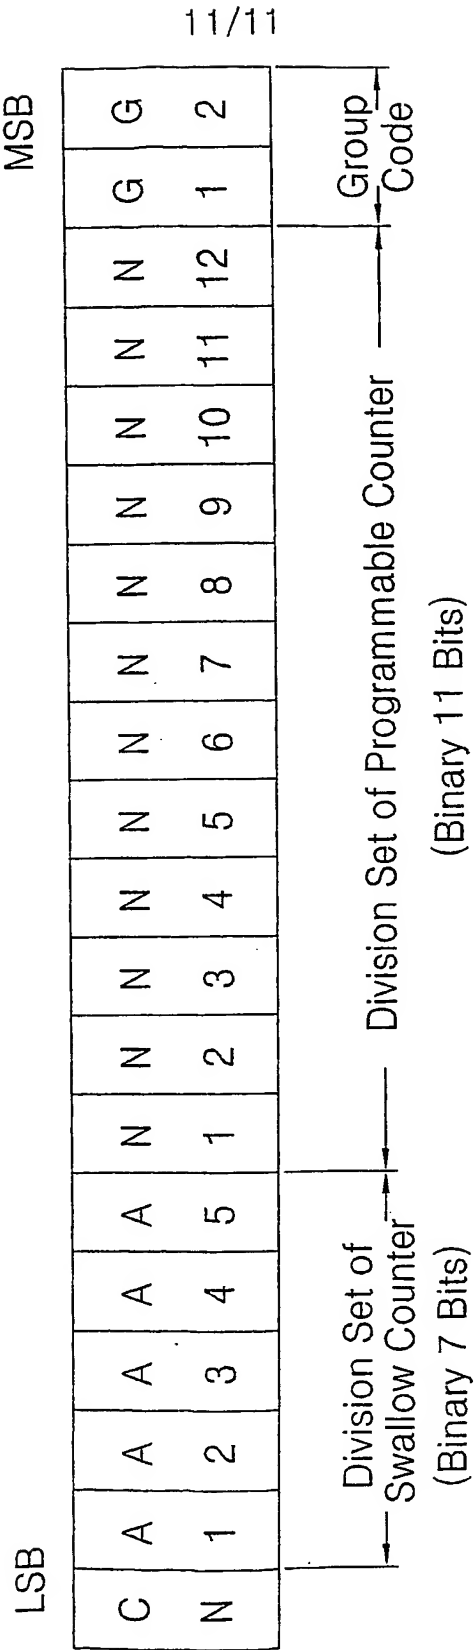 11/11
LSB MSB
C A A A A A N N N N N N N N N N N N G G
N 1 2 3 4 5 1 2 3 4 5 6 7 8 9 10 11 12 1 2
Division Set of
Swallow Counter
(Binary 7 Bits)
Division Set of Programmable Counter
(Binary 11 Bits)
Group
Code